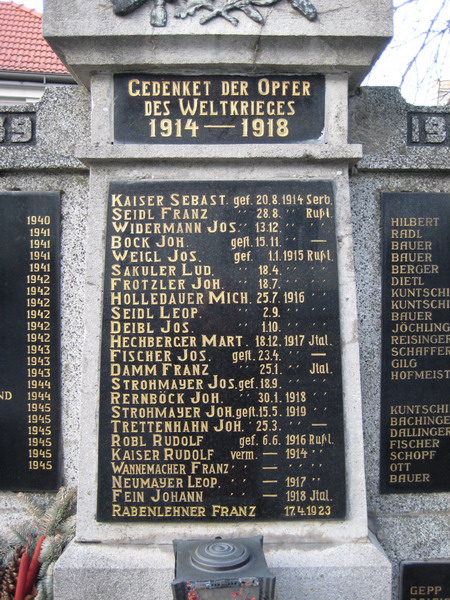 GEDENKET DER OPFER
DES WELTKRIEGES
1914 — 1918
39
19
KAISER SEBAST. gef. 20.8.1914 Serb.
SEIDL FRANZ " 28.8. " Rußl.
WIDERMANN JOS. " 13.12. " "
BOCK JOH. gest. 15.11. " —
WEIGL JOS. gef. 1.1.1915 Rußl.
SAKULER LUD. " 18.4. " "
FROTZLER JOH. " 18.7. " "
HOLLEDAUER MICH. 25.7.1916 "
SEIDL LEOP. " 2.9. " "
DEIBL JOS. " 1.10. " "
HECHBERGER MART. 18.12.1917 Jtal.
FISCHER JOS. gest. 23.4. " —
DAMM FRANZ " 25.1. " Jtal.
STROHMAYER JOS. gef. 18.9. " "
RERNBÖCK JOH. " 30.1.1918 "
STROHMAYER JOH. gest. 15.5.1919 "
TRETTENHAHN JOH. " 25.3. " —
ROBL RUDOLF gef. 6.6.1916 Rußl.
KAISER RUDOLF verm. — 1914 " "
WANNEMACHER FRANZ " — " "
NEUMAYER LEOP. " — 1917 "
FEIN JOHANN " — 1918 Jtal.
RABENLEHNER FRANZ 17.4.1923
1940
1941
1941
1941
1941
1942
1942
1942
1942
1942
1942
1943
1943
1943
1944
1944
1945
1945
1945
1945
1945
HILBERT
RADL
BAUER
BAUER
BERGER
DIETL
KUNTSCHI
KUNTSCHI
BAUER
JÖCHLING
REISINGER
SCHAFFER
GILG
HOFMEIST
KUNTSCHI
BACHING
DALLINGER
FISCHER
SCHOPF
OTT
BAUER
GEPP